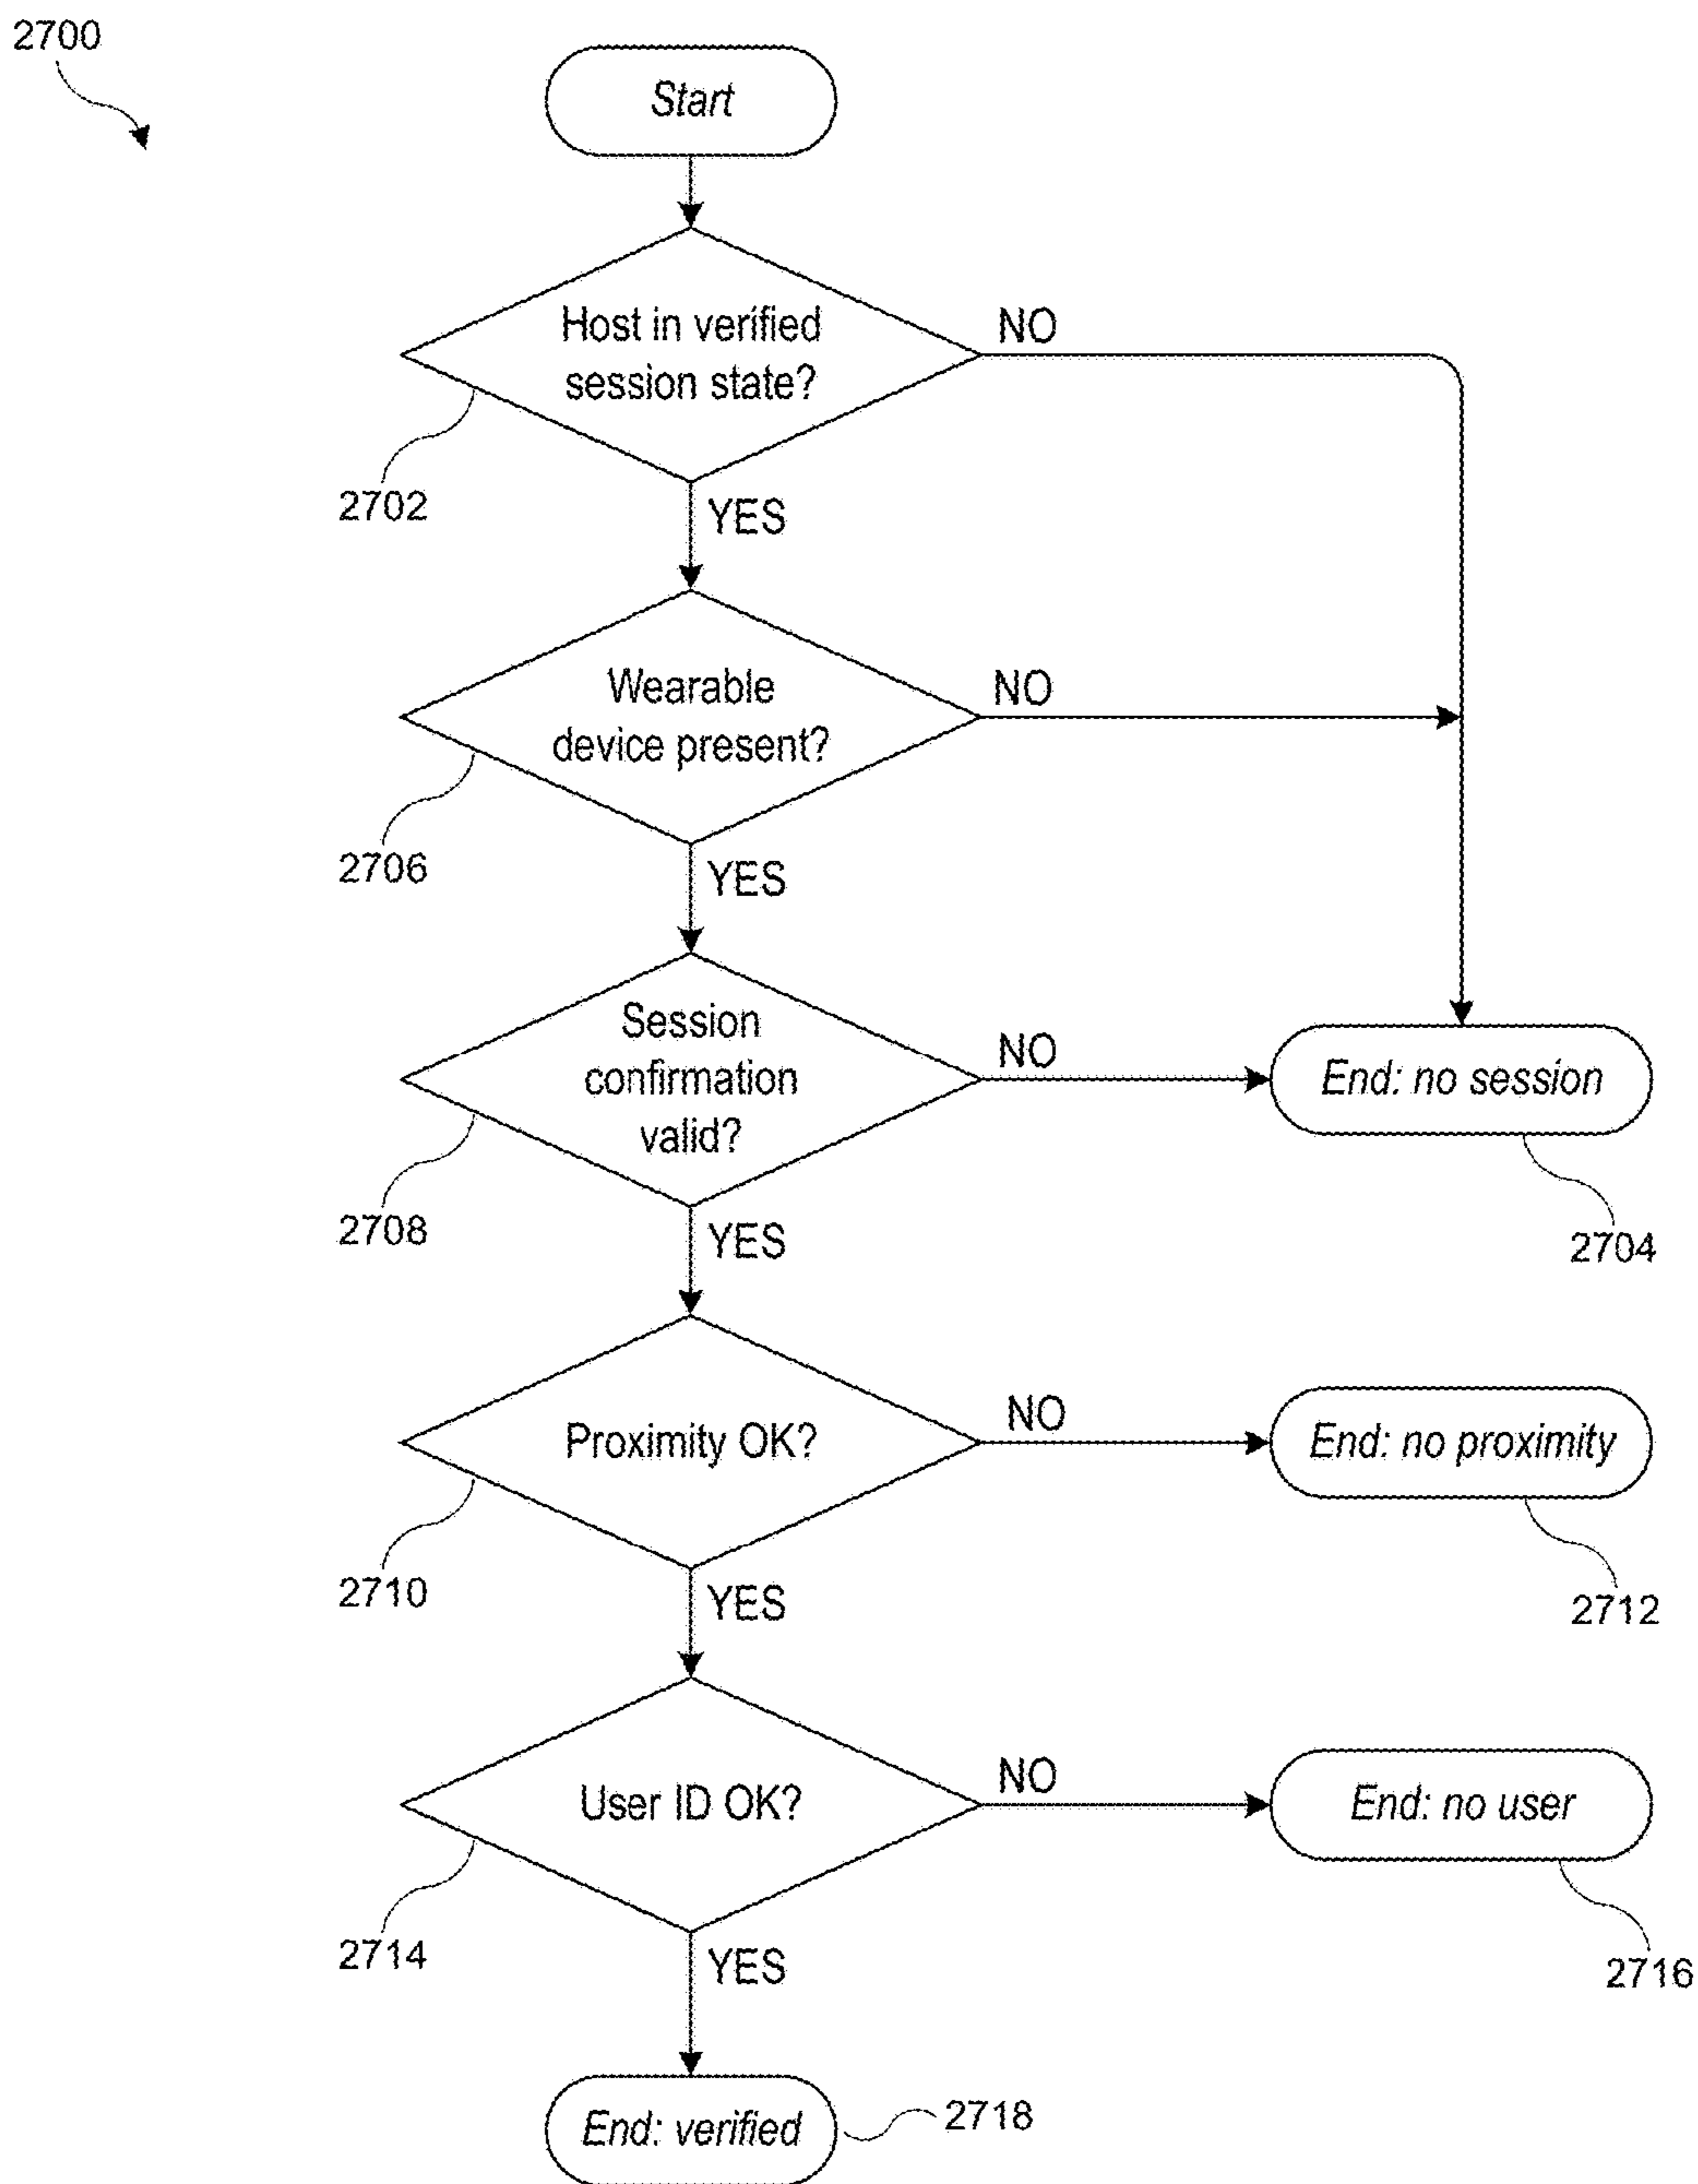 2700
Start
Host in verified
session state?
NO
2702
YES
Wearable
device present?
NO
2706
YES
Session
confirmation
valid?
NO
End: no session
2708
YES
2704
Proximity OK?
NO
End: no proximity
2710
YES
2712
User ID OK?
NO
End: no user
2714
YES
2716
End: verified
2718